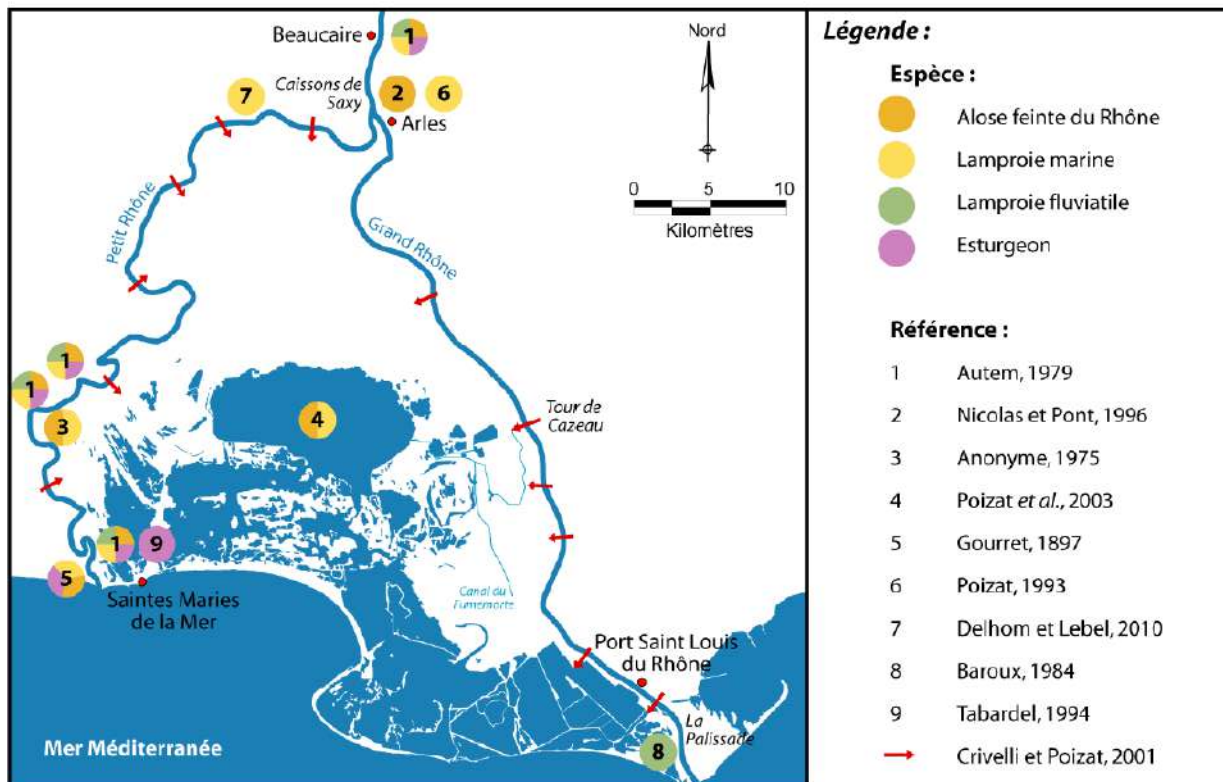 Beaucaire
1
Nord
Caissons de
Saxy
7
2
6
Arles
0 5 10
Kilomètres
Petit Rhône
Grand Rhône
1
1
3
4
Tour de
Cazeau
1
9
5
Saintes Maries
de la Mer
Canal du
Fumemorte
Port Saint Louis
du Rhône
La
Palissade
8
Mer Méditerranée
Légende :
Espèce :
Alose feinte du Rhône
Lamproie marine
Lamproie fluviatile
Esturgeon
Référence :
1 Autem, 1979
2 Nicolas et Pont, 1996
3 Anonyme, 1975
4 Poizat et al., 2003
5 Gourret, 1897
6 Poizat, 1993
7 Delhom et Lebel, 2010
8 Baroux, 1984
9 Tabardel, 1994
Crivelli et Poizat, 2001